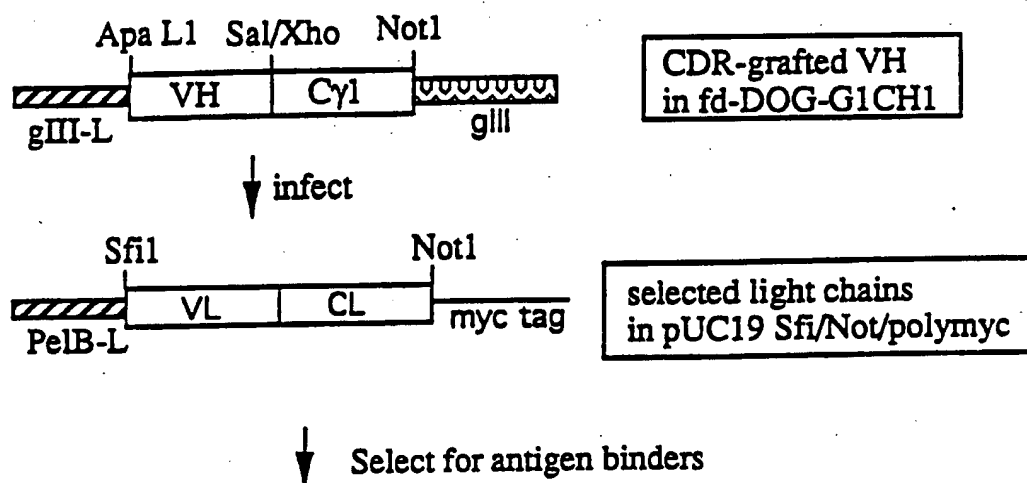 Apa L1 Sal/Xho Not1
VH Cγ1
gIII-L gIII
CDR-grafted VH
in fd-DOG-G1CH1
infect
Sfi1 Not1
VL CL
PelB-L myc tag
selected light chains
in pUC19 Sfi/Not/polymyc
Select for antigen binders